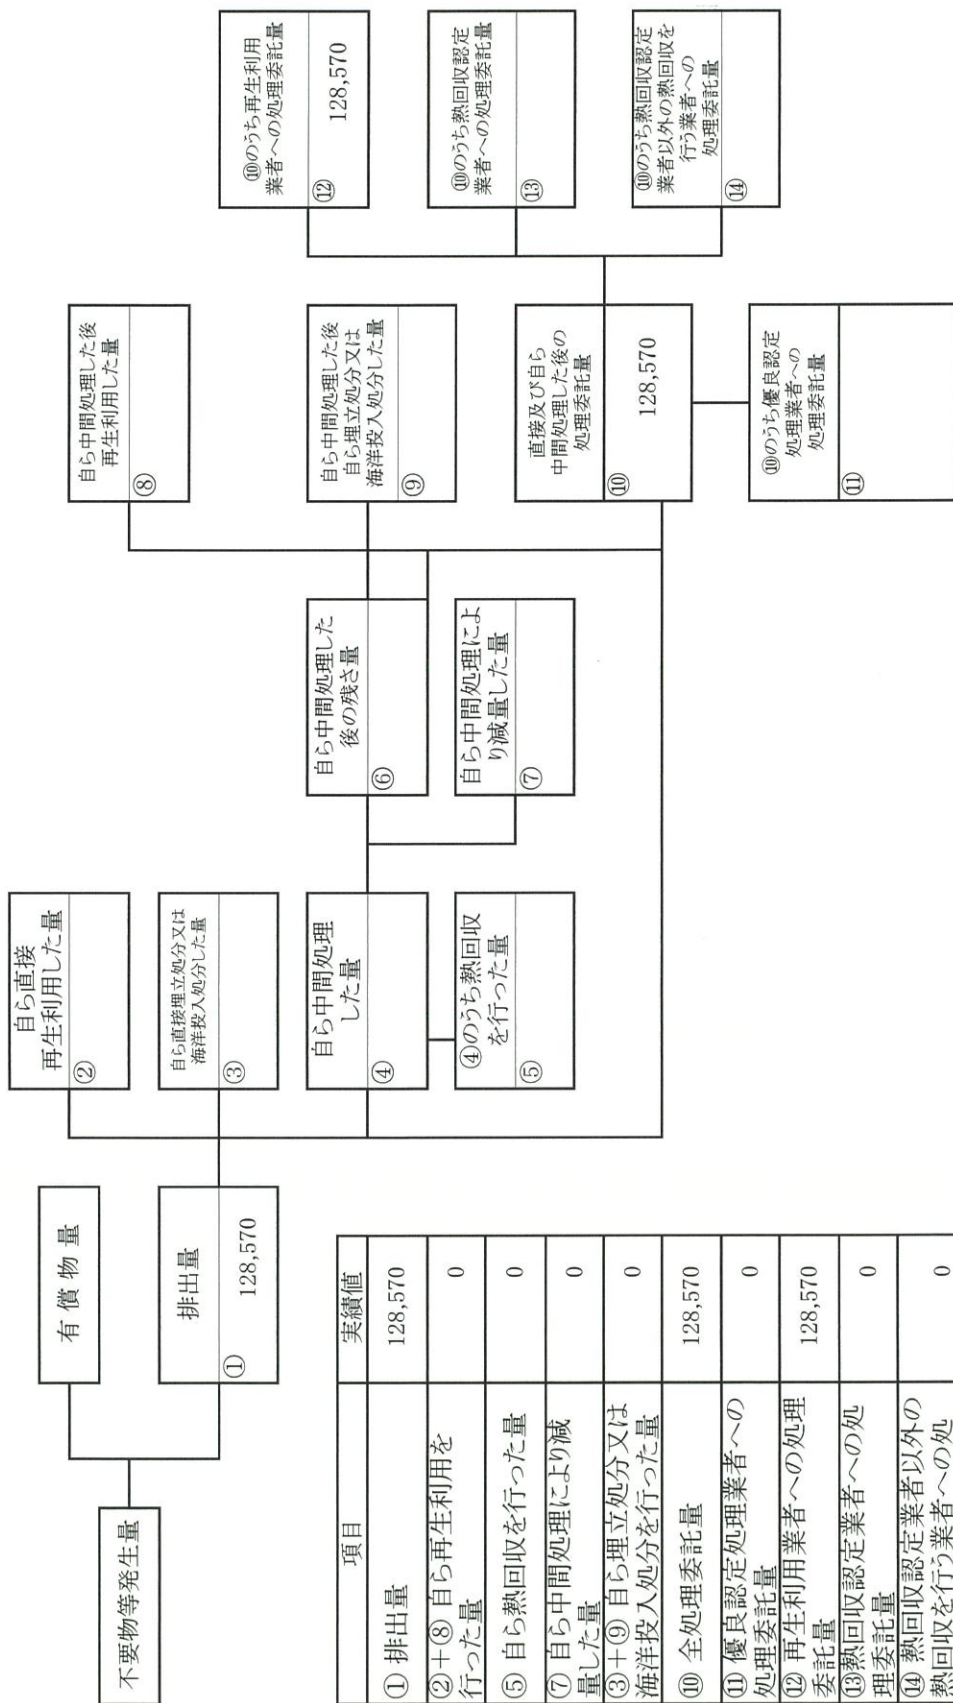 不要物等発生量
有償物量
排出量
①
128,570
自ら直接
再生利用した量
②
自ら直接埋立処分又は
海洋投入処分した量
③
自ら中間処理
した量
④
④のうち熱回収
を行った量
⑤
自ら中間処理した
後の残さ量
⑥
自ら中間処理によ
り減量した量
⑦
自ら中間処理した後
再生利用した量
⑧
自ら中間処理した後
自ら埋立処分又は
海洋投入処分した量
⑨
直接及び自ら
中間処理した後の
処理委託量
⑩
128,570
⑩のうち優良認定
処理業者への
処理委託量
⑪
⑩のうち再生利用
業者への処理委託量
⑫
128,570
⑩のうち熱回収認定
業者への処理委託量
⑬
⑩のうち熱回収認定
業者以外の熱回収を
行う業者への
処理委託量
⑭
項目 実績値
① 排出量 128,570
②+⑧ 自ら再生利用を
行った量 0
⑤ 自ら熱回収を行った量 0
⑦ 自ら中間処理により減
量した量 0
③+⑨ 自ら埋立処分又は
海洋投入処分を行った量 0
⑩ 全処理委託量 128,570
⑪ 優良認定処理業者への
処理委託量 0
⑫ 再生利用業者への処理
委託量 128,570
⑬熱回収認定業者への処
理委託量 0
⑭ 熱回収認定業者以外の
熱回収を行う業者への処 0